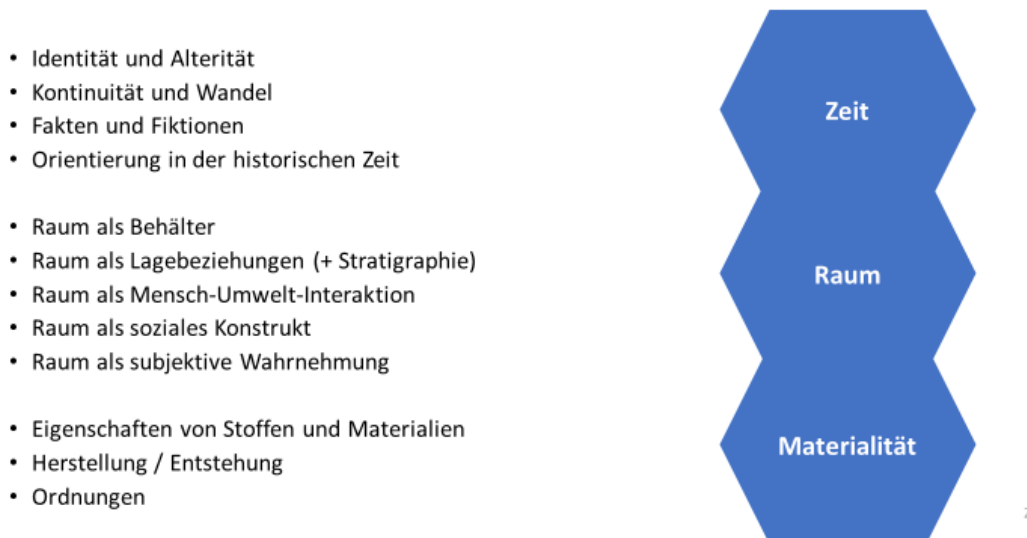 • Identität und Alterität
• Kontinuität und Wandel
• Fakten und Fiktionen
• Orientierung in der historischen Zeit
Zeit
• Raum als Behälter
• Raum als Lagebeziehungen (+ Stratigraphie)
• Raum als Mensch-Umwelt-Interaktion
• Raum als soziales Konstrukt
• Raum als subjektive Wahrnehmung
Raum
• Eigenschaften von Stoffen und Materialien
• Herstellung / Entstehung
• Ordnungen
Materialität